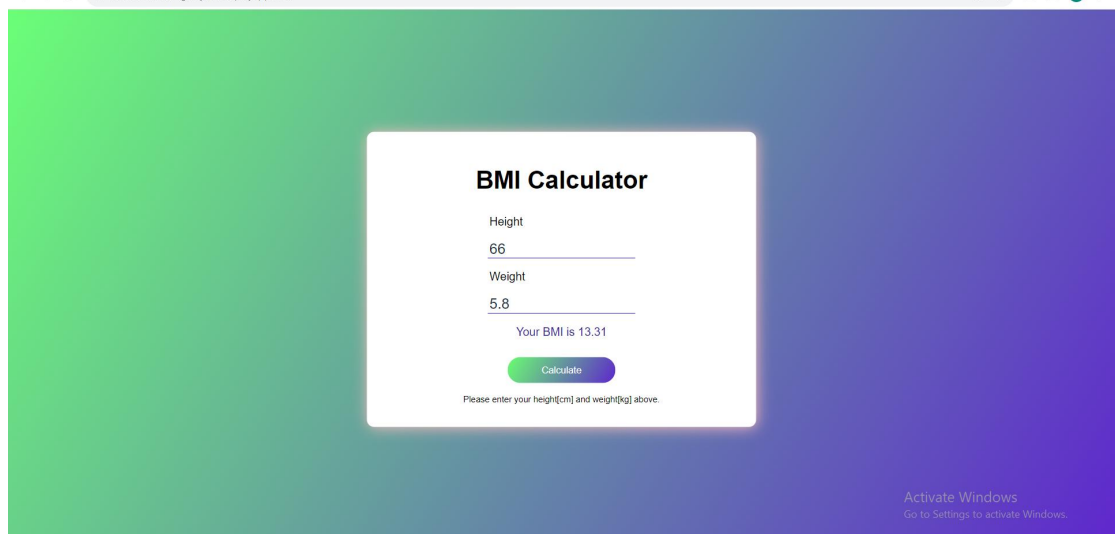 BMI Calculator
Height
66
Weight
5.8
Your BMI is 13.31
Calculate
Please enter your height[cm] and weight[kg] above.
Activate Windows
Go to Settings to activate Windows.